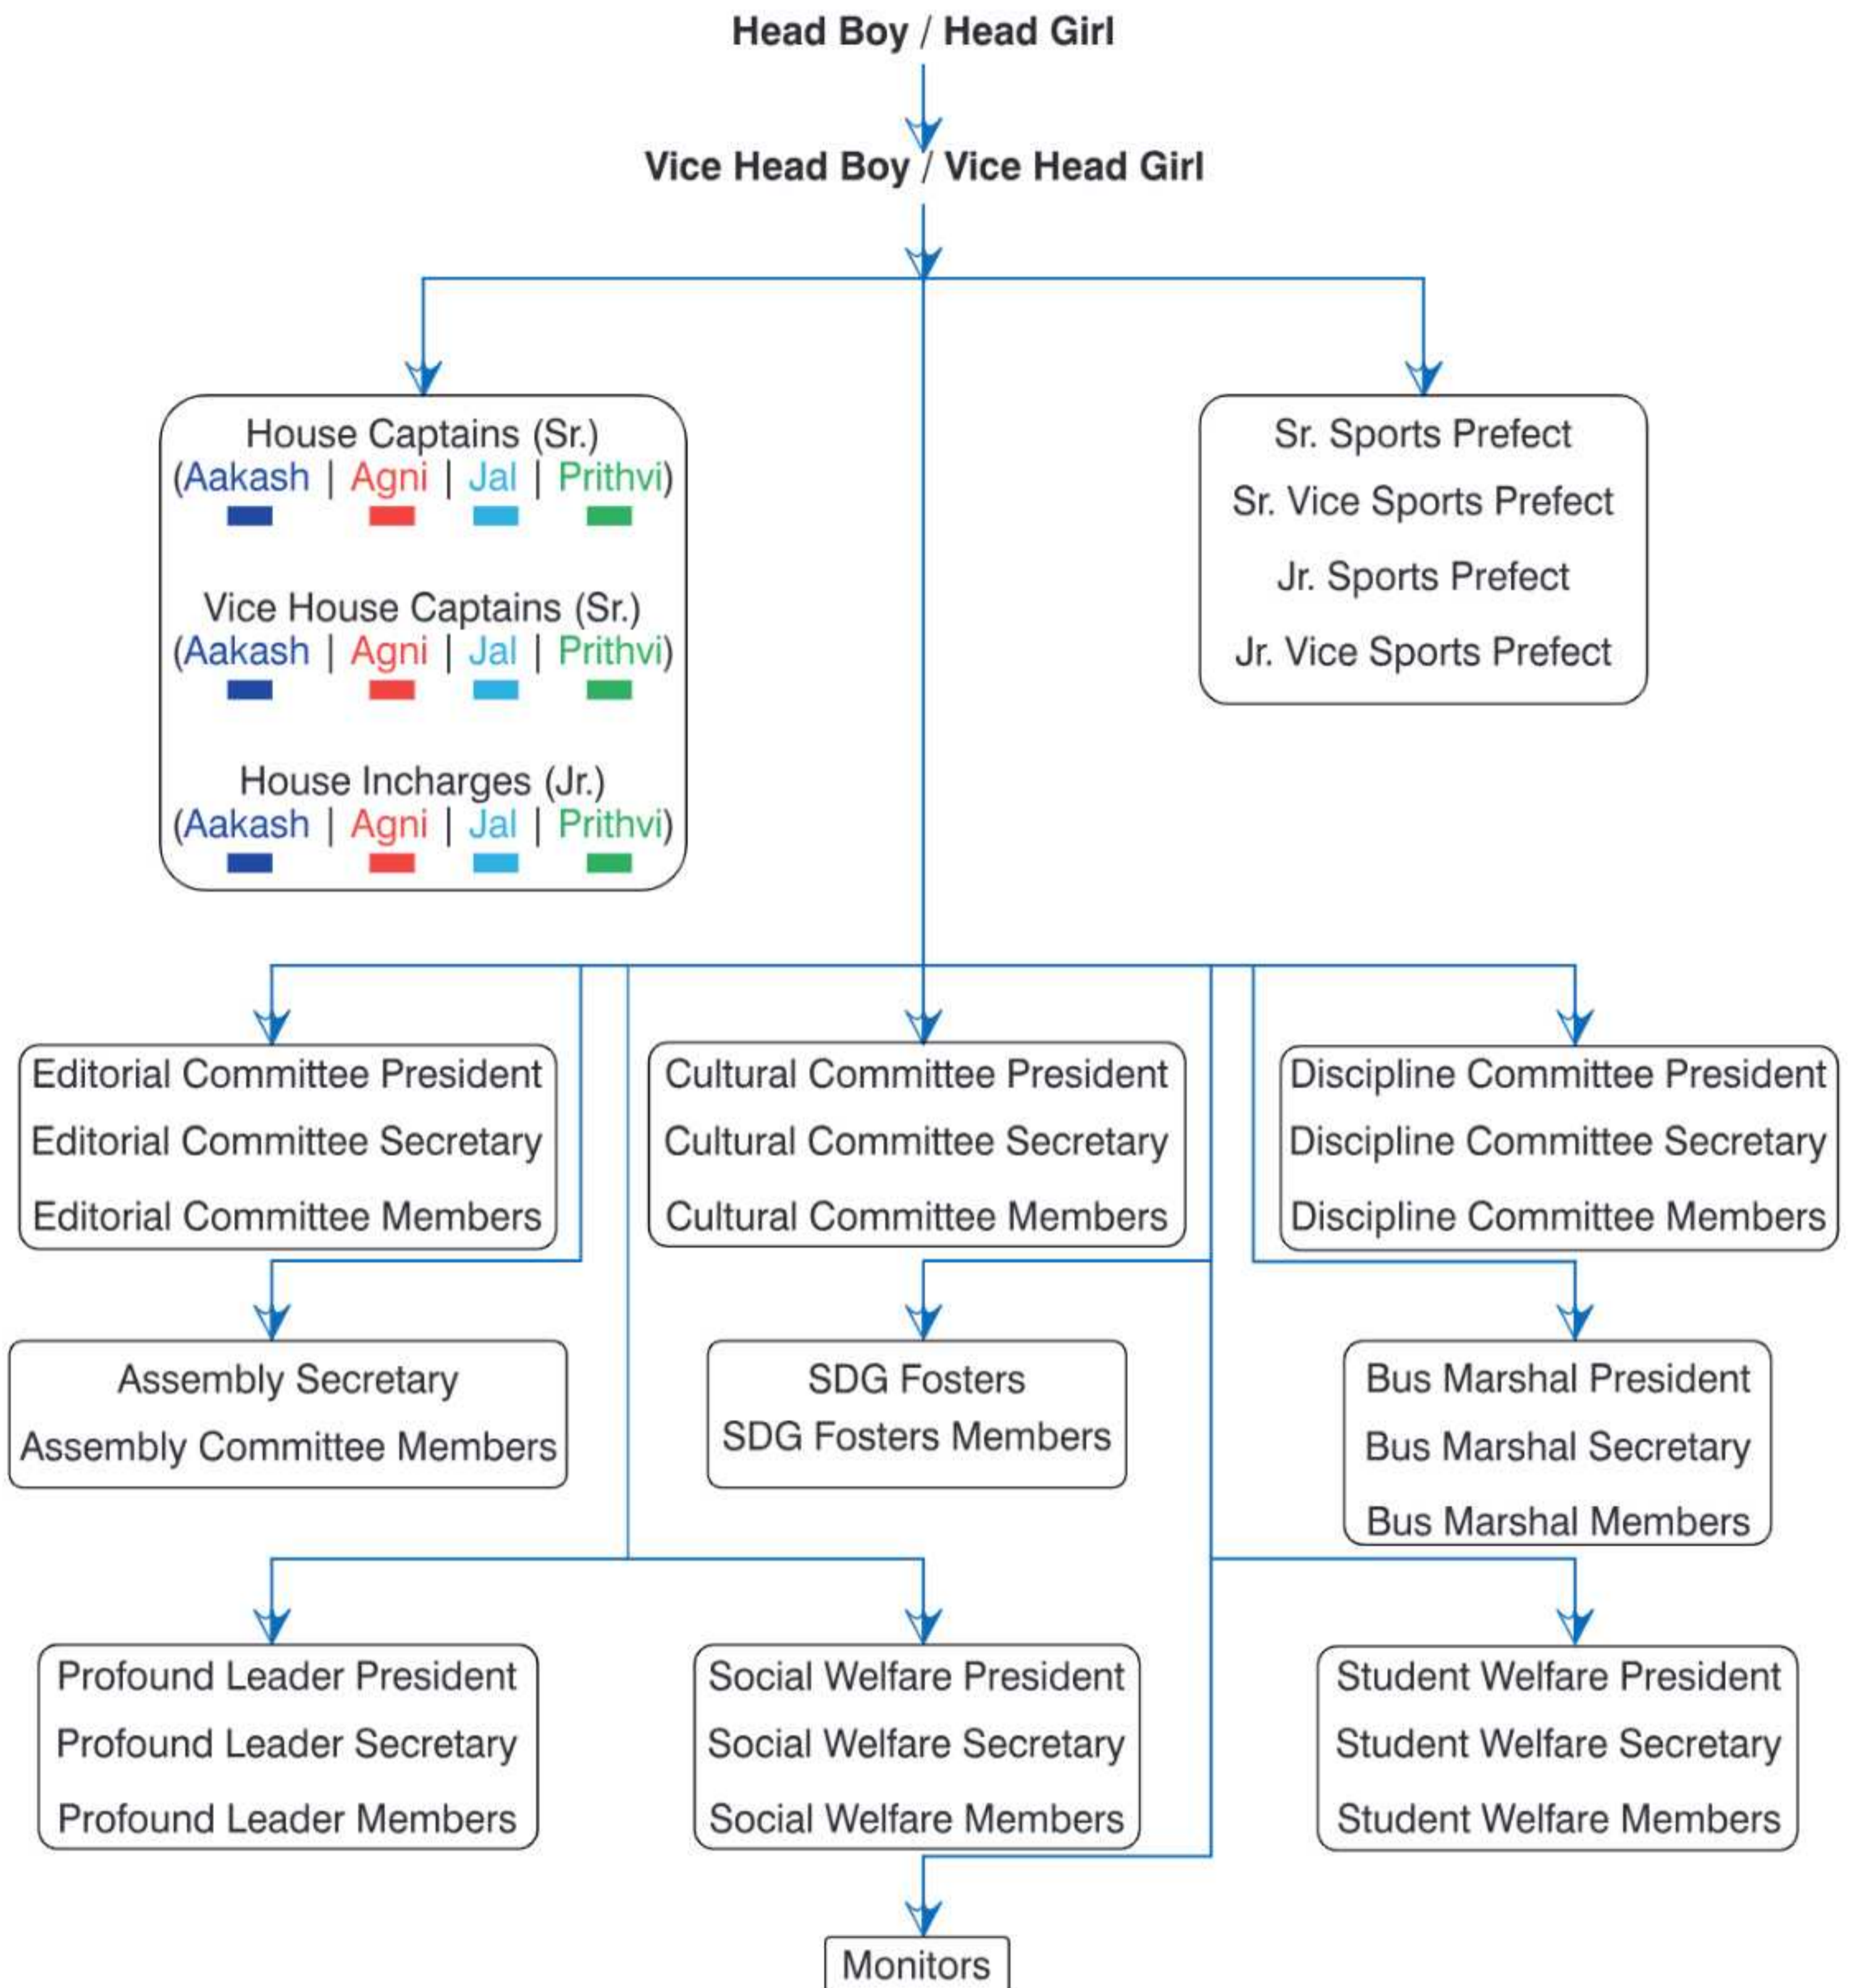 Head Boy / Head Girl
Vice Head Boy / Vice Head Girl
House Captains (Sr.)
(Aakash | Agni | Jal | Prithvi)
Vice House Captains (Sr.)
(Aakash | Agni | Jal | Prithvi)
House Incharges (Jr.)
(Aakash | Agni | Jal | Prithvi)
Sr. Sports Prefect
Sr. Vice Sports Prefect
Jr. Sports Prefect
Jr. Vice Sports Prefect
Editorial Committee President
Editorial Committee Secretary
Editorial Committee Members
Cultural Committee President
Cultural Committee Secretary
Cultural Committee Members
Discipline Committee President
Discipline Committee Secretary
Discipline Committee Members
Assembly Secretary
Assembly Committee Members
SDG Fosters
SDG Fosters Members
Bus Marshal President
Bus Marshal Secretary
Bus Marshal Members
Profound Leader President
Profound Leader Secretary
Profound Leader Members
Social Welfare President
Social Welfare Secretary
Social Welfare Members
Student Welfare President
Student Welfare Secretary
Student Welfare Members
Monitors